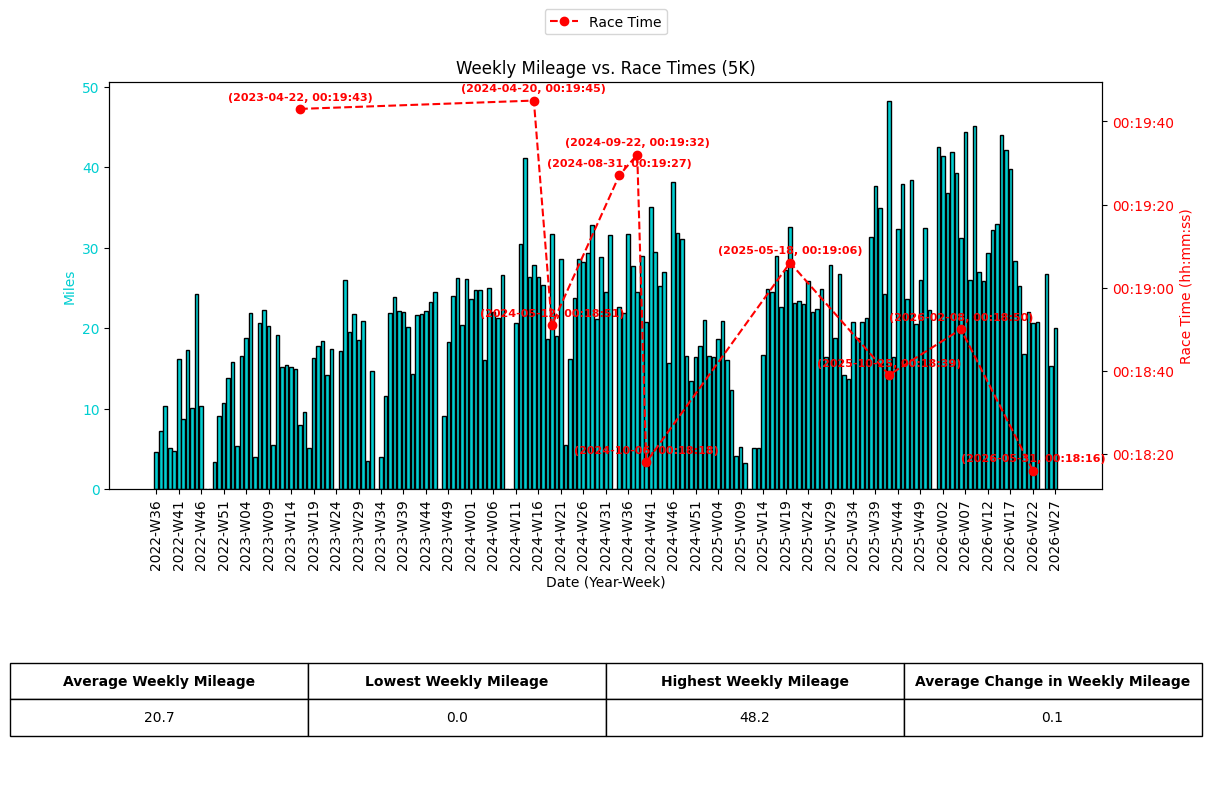 Race Time
Weekly Mileage vs. Race Times (5K)
50
40
30
20
10
0
Miles
(2023-04-22, 00:19:43)
(2024-04-20, 00:19:45)
(2024-09-22, 00:19:32)
(2024-08-31, 00:19:27)
(2025-05-18, 00:19:06)
00:18:16)
00:19:40
00:19:20
00:19:00
00:18:40
00:18:20
Race Time (hh:mm:ss)
2022-W36
2022-W41
2022-W46
2022-W51
2023-W04
2023-W09
2023-W14
2023-W19
2023-W24
2023-W29
2023-W34
2023-W39
2023-W44
2023-W49
2024-W01
2024-W06
2024-W11
2024-W16
2024-W21
2024-W26
2024-W31
2024-W36
2024-W41
2024-W46
2024-W51
2025-W04
2025-W09
2025-W14
2025-W19
2025-W24
2025-W29
2025-W34
2025-W39
2025-W44
2025-W49
2026-W02
2026-W07
2026-W12
2026-W17
2026-W22
2026-W27
Date (Year-Week)
Average Weekly Mileage
Lowest Weekly Mileage
Highest Weekly Mileage
Average Change in Weekly Mileage
20.7
0.0
48.2
0.1